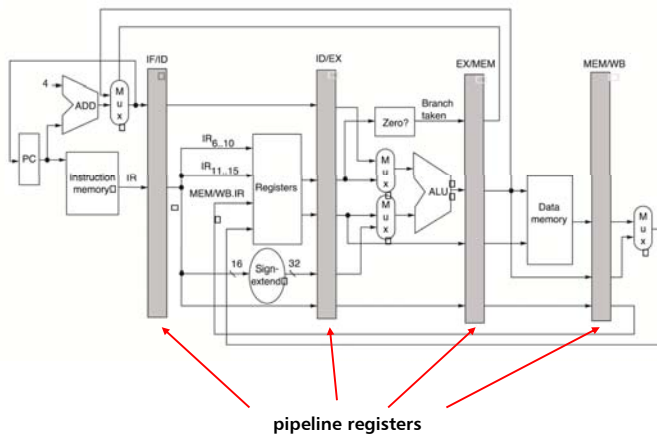 IF/ID
ID/EX
EX/MEM
MEM/WB
4
ADD
M
u
x
Branch
taken
Zero?
IR6..10
M
u
x
PC
Instruction
memory
IR
IR11..15
MEM/WB.IR
Registers
ALU
M
u
x
Data
memory
M
u
x
16
Sign-
extend
32
pipeline registers